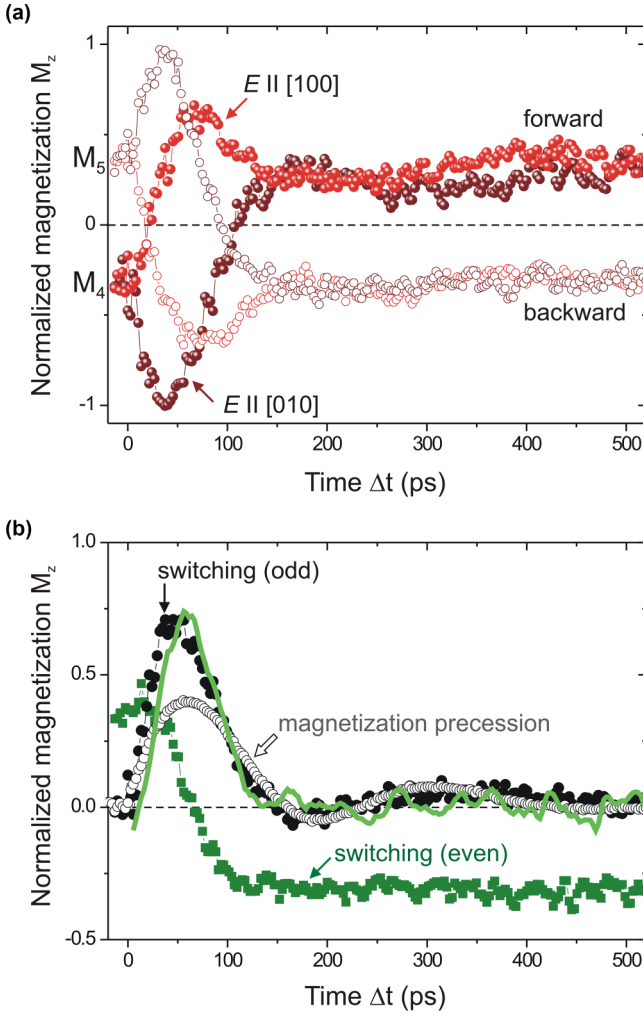 (a)
1
E II [100]
forward
M5
0
M4
backward
E II [010]
-1
Normalized magnetization Mz
0 100 200 300 400 500
Time Δt (ps)
(b)
1.0
switching (odd)
0.5
magnetization precession
0.0
switching (even)
-0.5
Normalized magnetization Mz
0 100 200 300 400 500
Time Δt (ps)